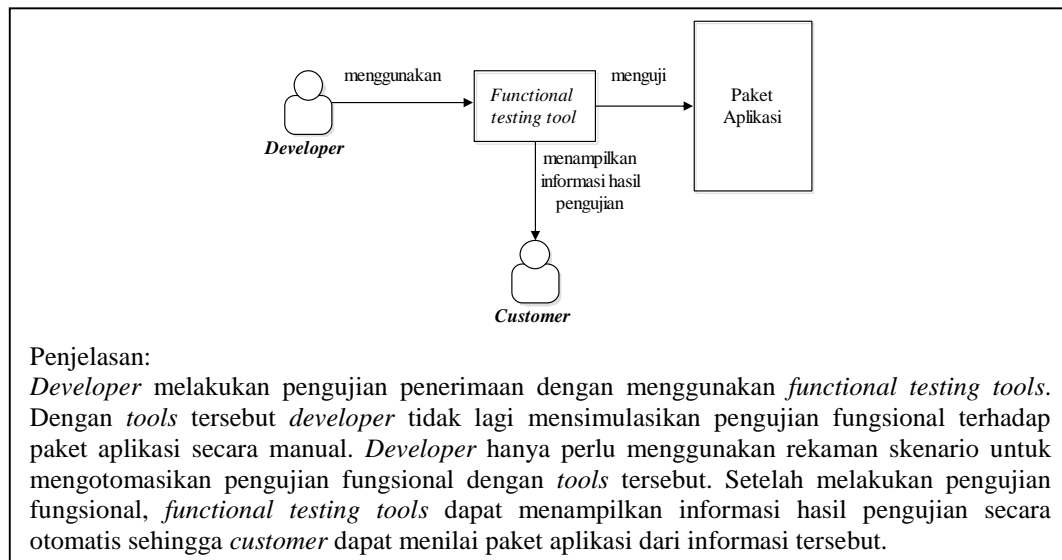 menggunakan
Functional
testing tool
menguji
Paket
Aplikasi
Developer
menampilkan
informasi hasil
pengujian
Customer
Penjelasan:
Developer melakukan pengujian penerimaan dengan menggunakan functional testing tools.
Dengan tools tersebut developer tidak lagi mensimulasikan pengujian fungsional terhadap
paket aplikasi secara manual. Developer hanya perlu menggunakan rekaman skenario untuk
mengotomasikan pengujian fungsional dengan tools tersebut. Setelah melakukan pengujian
fungsional, functional testing tools dapat menampilkan informasi hasil pengujian secara
otomatis sehingga customer dapat menilai paket aplikasi dari informasi tersebut.